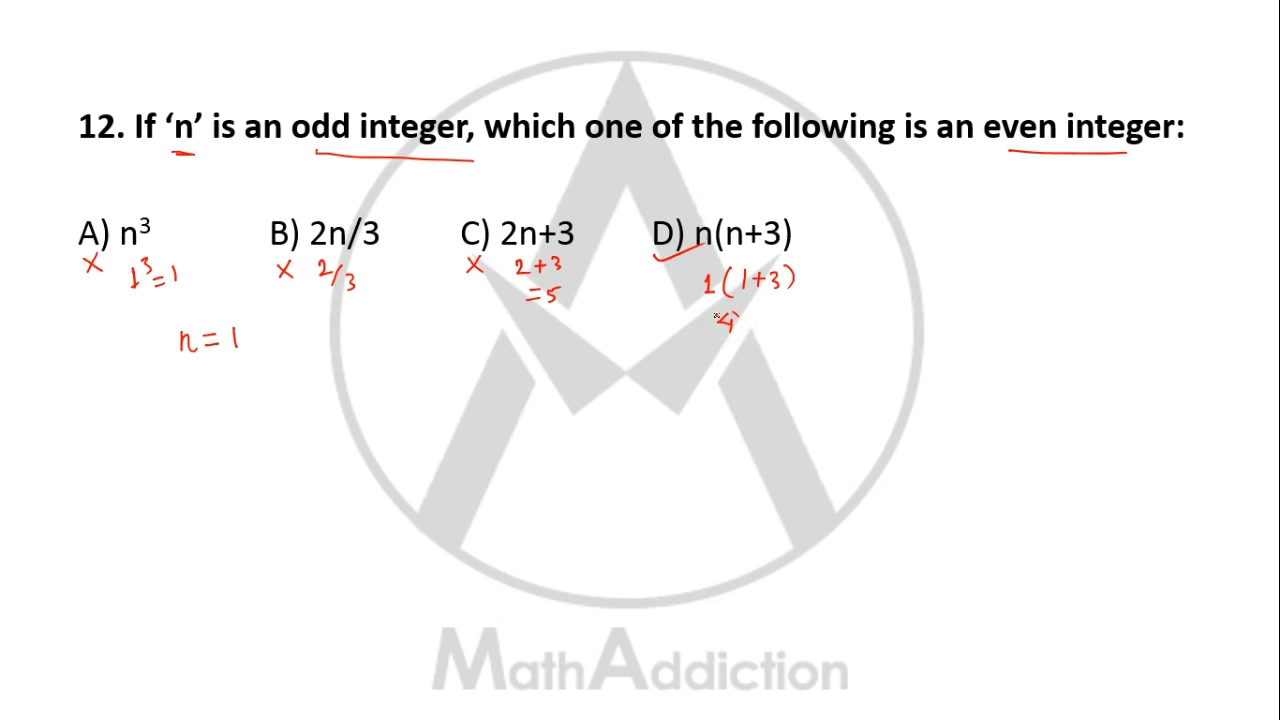 12. If ‘n’ is an odd integer, which one of the following is an even integer:
A) n³ B) 2n/3 C) 2n+3 D) n(n+3)
× 1³=1 × 2/3 × 2+3 1(1+3)
=5
4
n=1
MathAddiction